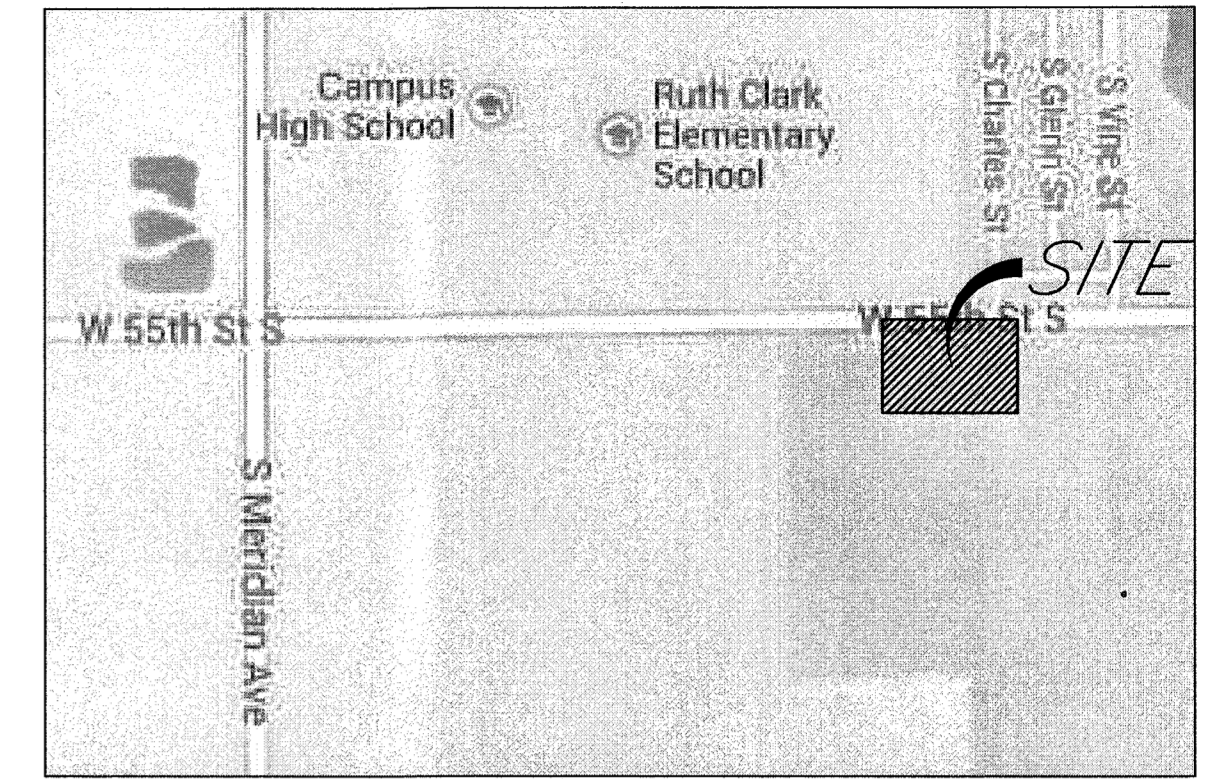 Campus
High School
Ruth Clark
Elementary
School
S Charles St
S Glenn St
S Vine St
SITE
W 55th St S
W 55th St S
S Meridian Ave